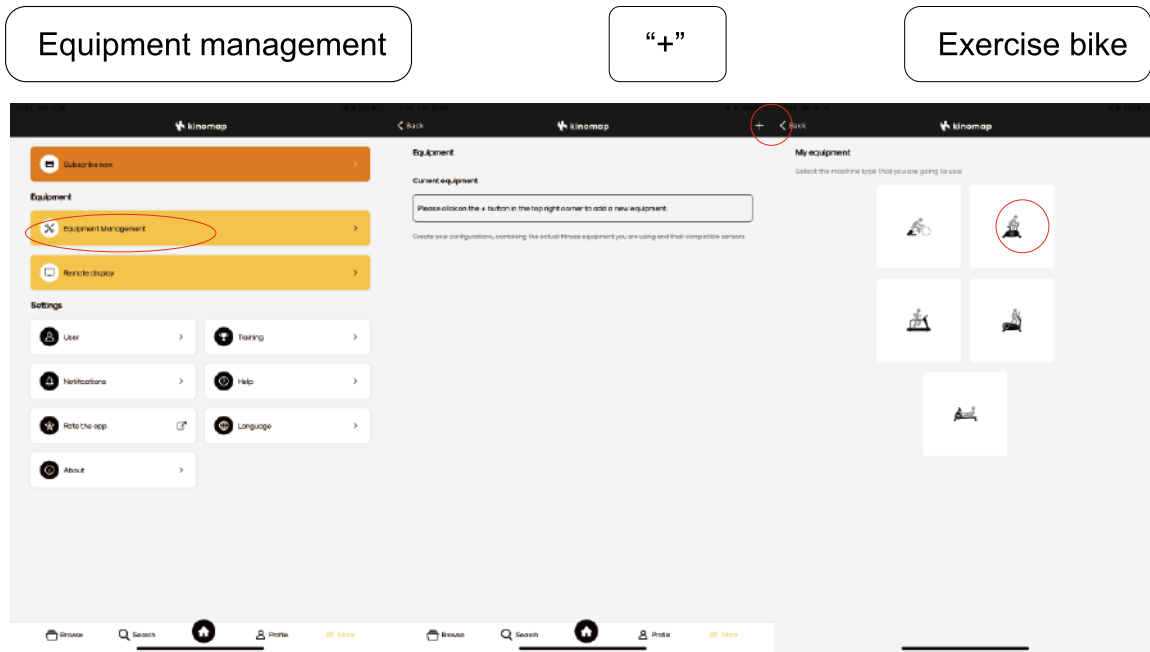 Equipment management
“+”
Exercise bike
kinomap
Subscribe now
Equipment
Equipment Management
Remote display
Settings
User
Training
Notifications
Help
Rate the app
Language
About
Browse
Search
Profile
More
Back
kinomap
+
Equipment
Current equipment
Please click on the + button in the top right corner to add a new equipment.
Create your configurations, combining the actual fitness equipment you are using and their compatible sensors
Browse
Search
Profile
More
Back
kinomap
My equipment
Select the machine type that you are going to use: